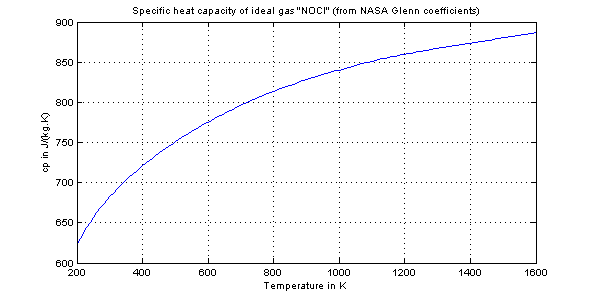 Specific heat capacity of ideal gas "NOCl" (from NASA Glenn coefficients)
900
850
800
750
700
650
600
cp in J/(kg.K)
200 400 600 800 1000 1200 1400 1600
Temperature in K